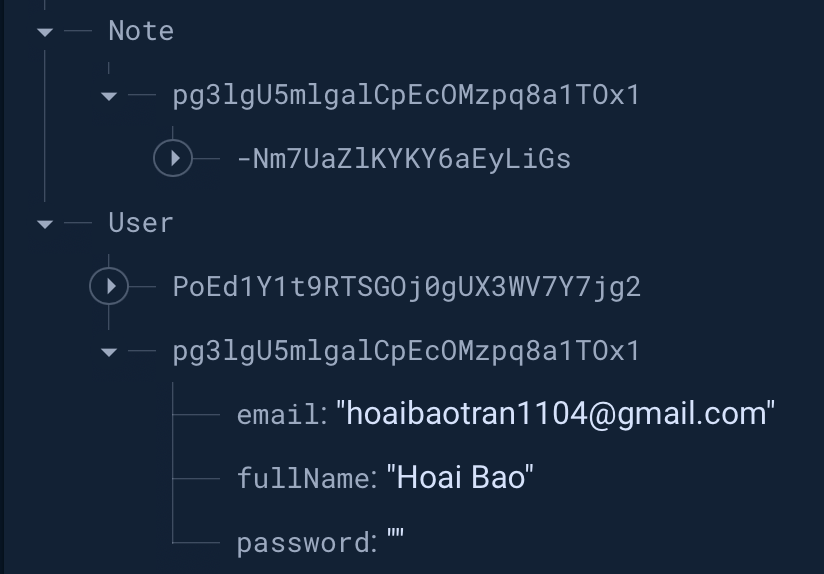 Note
pg3lgU5mlgalCpEcOMzpq8a1TOx1
-Nm7UaZlKYKY6aEyLiGs
User
PoEd1Y1t9RTSGOj0gUX3WV7Y7jg2
pg3lgU5mlgalCpEcOMzpq8a1TOx1
email: "hoaibaotran1104@gmail.com"
fullName: "Hoai Bao"
password: ""